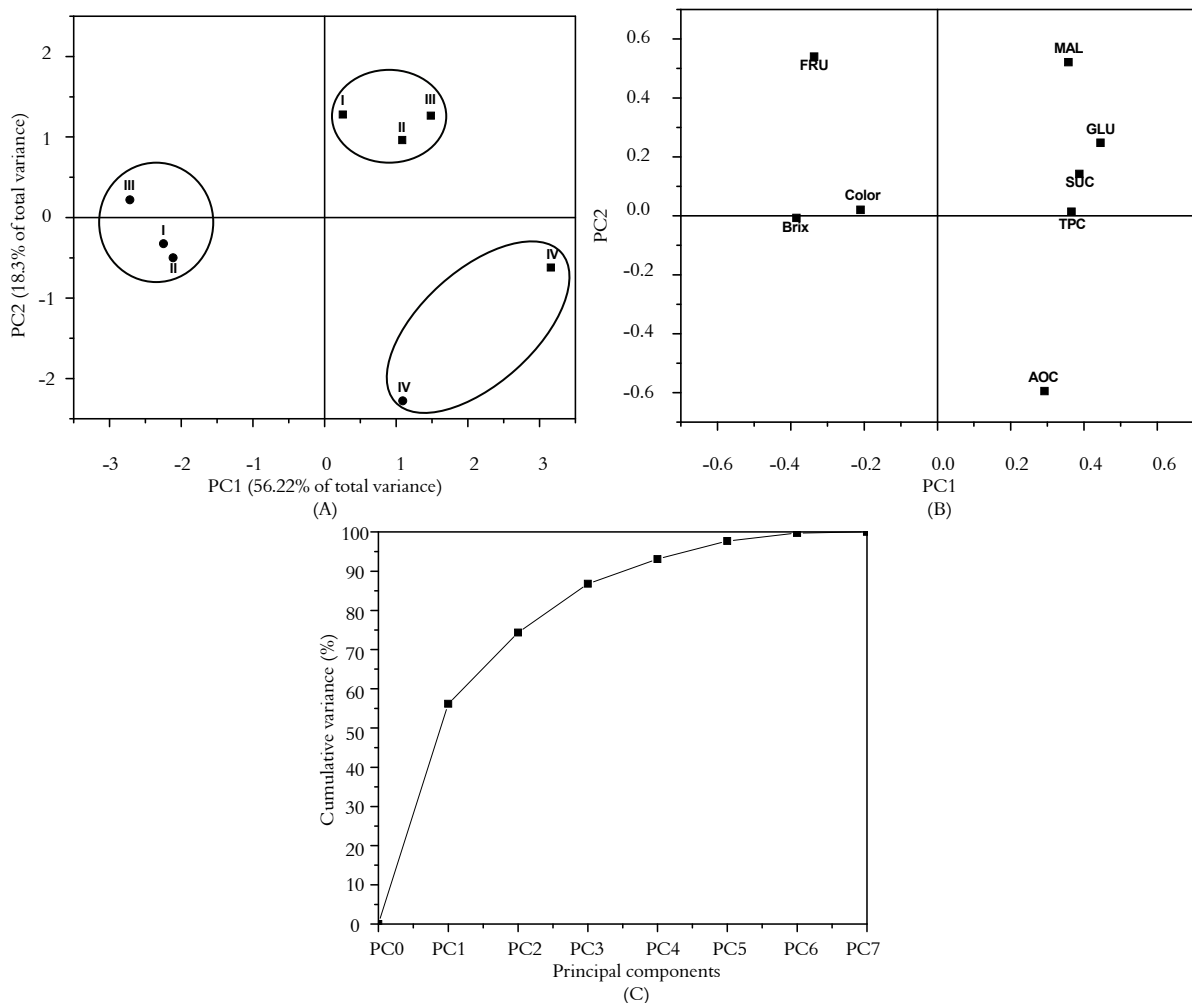 2
1
0
-1
-2
PC2 (18.3% of total variance)
I
III
II
III
I
II
IV
IV
-3 -2 -1 0 1 2 3
PC1 (56.22% of total variance)
(A)
0.6
0.4
0.2
0.0
-0.2
-0.4
-0.6
PC2
FRU
MAL
GLU
SUC
Color
Brix
TPC
AOC
-0.6 -0.4 -0.2 0.0 0.2 0.4 0.6
PC1
(B)
100
90
80
70
60
50
40
30
20
10
0
Cumulative variance (%)
PC0 PC1 PC2 PC3 PC4 PC5 PC6 PC7
Principal components
(C)